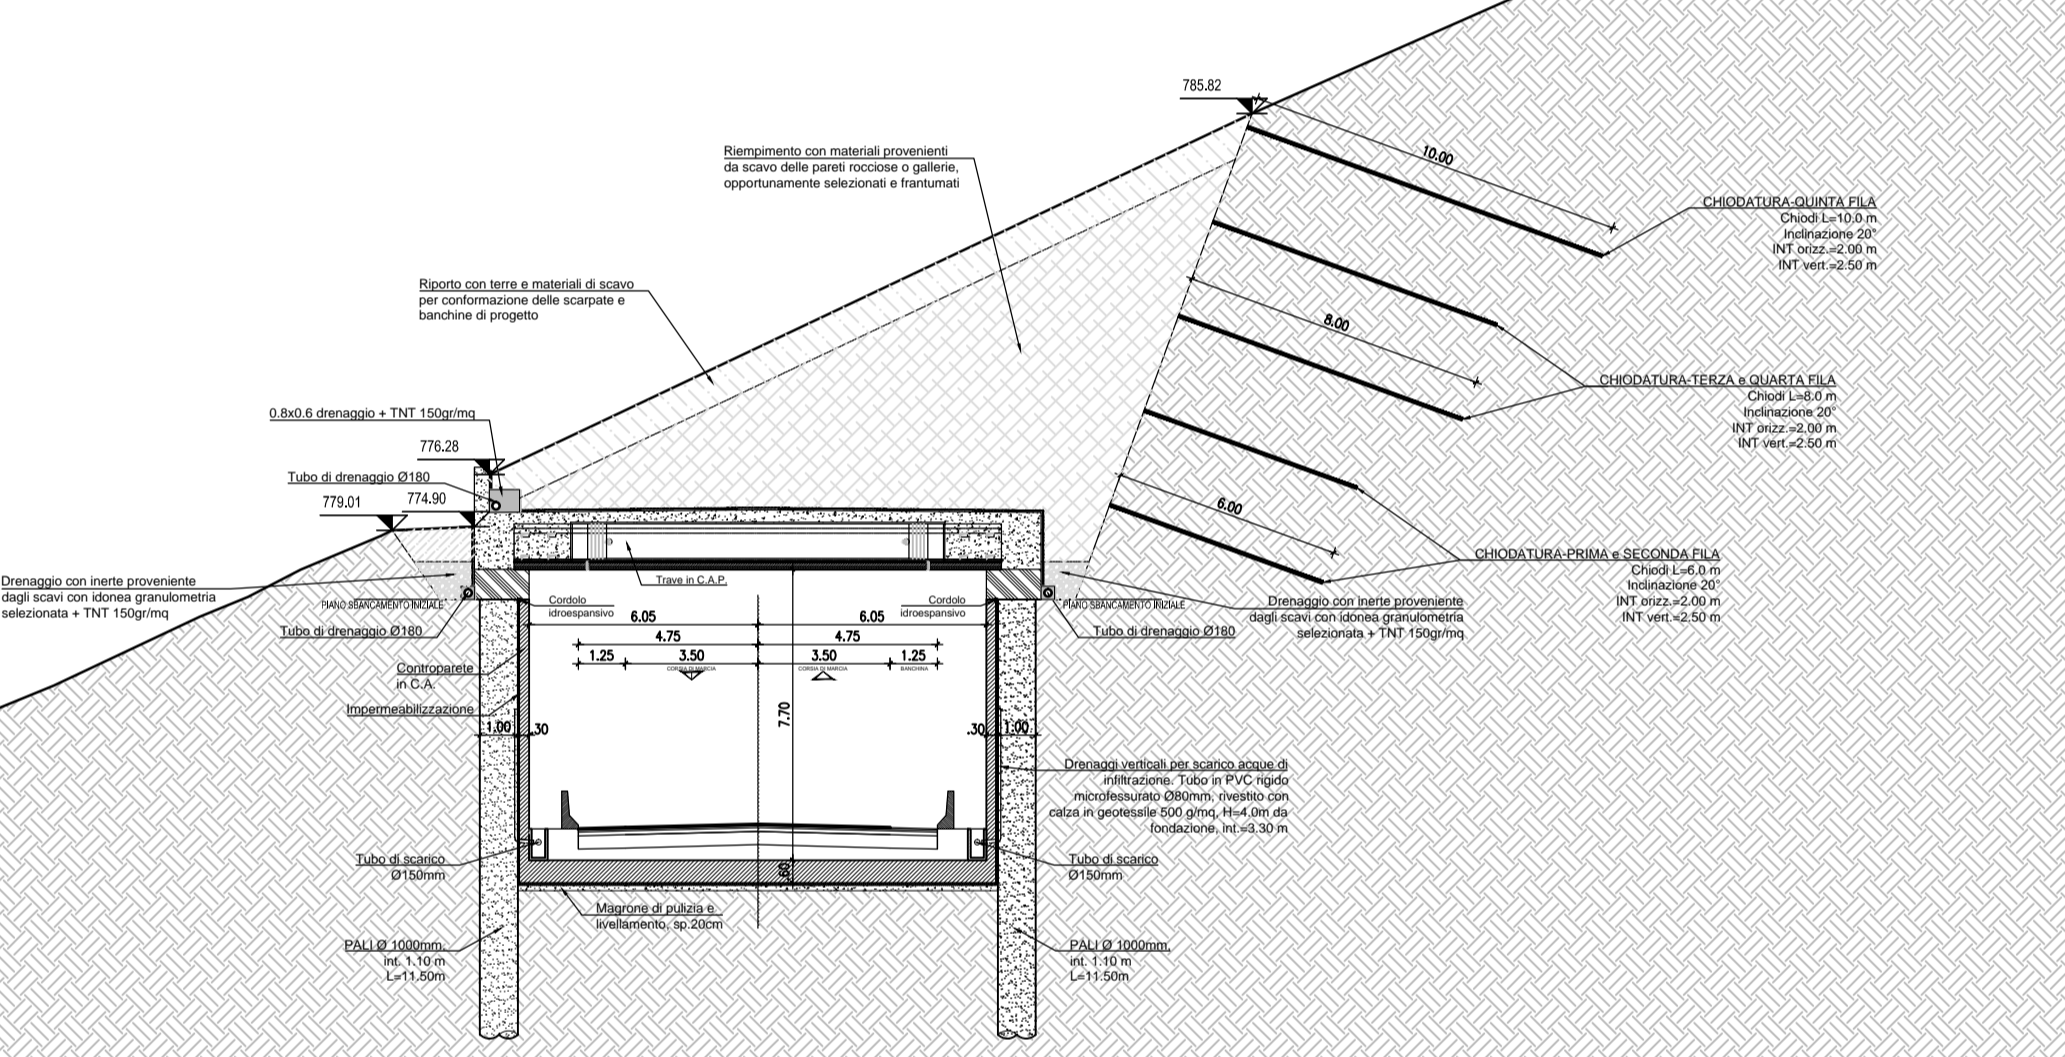 785.82
Riempimento con materiali provenienti
da scavo delle pareti rocciose o gallerie,
opportunamente selezionati e frantumati
10.00
CHIODATURA-QUINTA FILA
Chiodi L=10.0 m
Inclinazione 20°
INT orizz.=2.00 m
INT vert.=2.50 m
Riporto con terre e materiali di scavo
per conformazione delle scarpate e
banchine di progetto
8.00
CHIODATURA-TERZA e QUARTA FILA
Chiodi L=8.0 m
Inclinazione 20°
INT orizz.=2.00 m
INT vert.=2.50 m
0.8x0.6 drenaggio + TNT 150gr/mq
776.28
Tubo di drenaggio Ø180
779.01
774.90
6.00
CHIODATURA-PRIMA e SECONDA FILA
Chiodi L=6.0 m
Inclinazione 20°
INT orizz.=2.00 m
INT vert.=2.50 m
Drenaggio con inerte proveniente
dagli scavi con idonea granulometria
selezionata + TNT 150gr/mq
PIANO SBANCAMENTO INIZIALE
Tubo di drenaggio Ø180
Trave in C.A.P.
Cordolo
idroespansivo
Cordolo
idroespansivo
PIANO SBANCAMENTO INIZIALE
Tubo di drenaggio Ø180
Drenaggio con inerte proveniente
dagli scavi con idonea granulometria
selezionata + TNT 150gr/mq
6.05
6.05
4.75
4.75
1.25
3.50
3.50
1.25
CORSIA DI MARCIA
CORSIA DI MARCIA
BANCHINA
Controparete
in C.A.
Impermeabilizzazione
1.00
.30
7.70
.30
1.00
Drenaggi verticali per scarico acque di
infiltrazione. Tubo in PVC rigido
microfessurato Ø80mm, rivestito con
calza in geotessile 500 g/mq, H=4.0m da
fondazione, int.=3.30 m
Tubo di scarico
Ø150mm
.60
Tubo di scarico
Ø150mm
Magrone di pulizia e
livellamento, sp.20cm
PALI Ø 1000mm,
int. 1.10 m
L=11.50m
PALI Ø 1000mm,
int. 1.10 m
L=11.50m